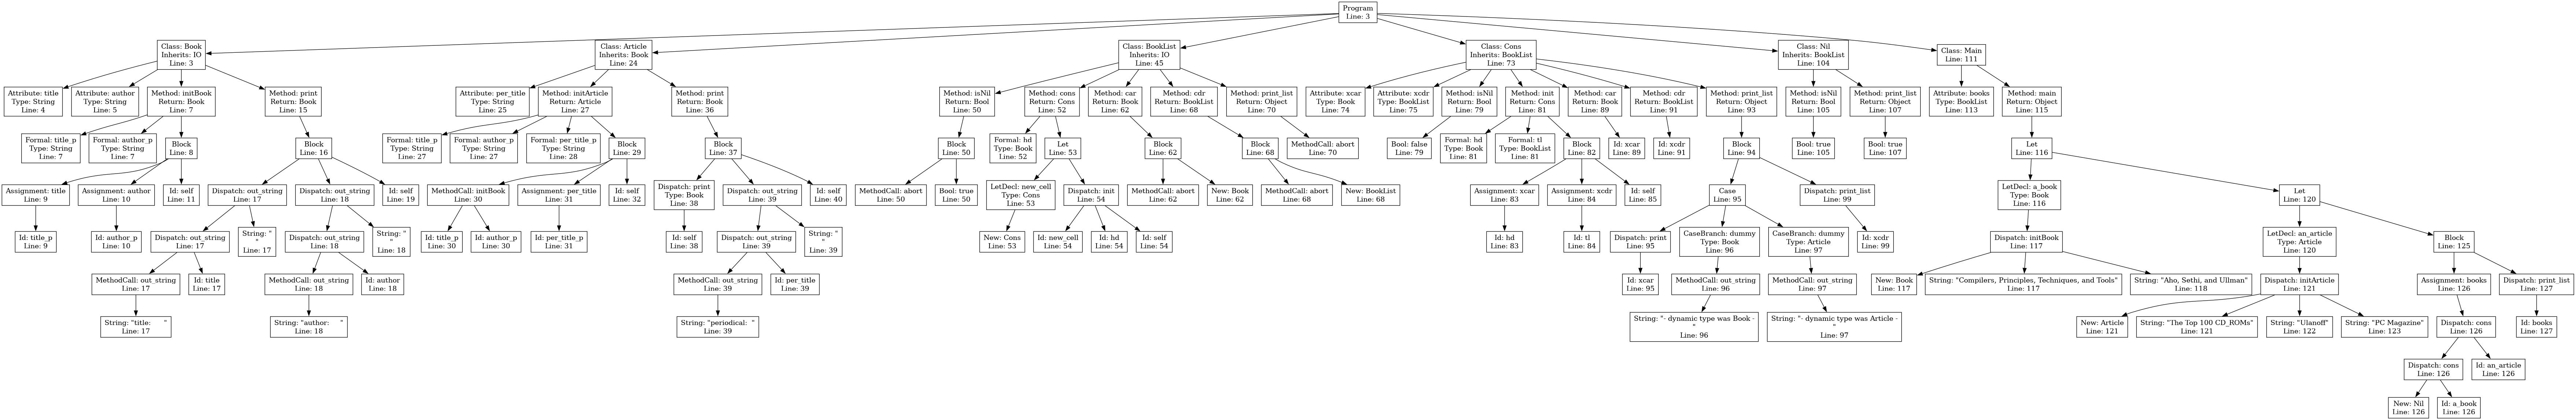 Program
Line: 3
Class: Book
Inherits: IO
Line: 3
Class: Article
Inherits: Book
Line: 24
Class: BookList
Inherits: IO
Line: 45
Class: Cons
Inherits: BookList
Line: 73
Class: Nil
Inherits: BookList
Line: 104
Class: Main
Line: 111
Attribute: title
Type: String
Line: 4
Attribute: author
Type: String
Line: 5
Method: initBook
Return: Book
Line: 7
Method: print
Return: Book
Line: 15
Attribute: per_title
Type: String
Line: 25
Method: initArticle
Return: Article
Line: 27
Method: print
Return: Book
Line: 36
Method: isNil
Return: Bool
Line: 50
Method: cons
Return: Cons
Line: 52
Method: car
Return: Book
Line: 62
Method: cdr
Return: BookList
Line: 68
Method: print_list
Return: Object
Line: 70
Attribute: xcar
Type: Book
Line: 74
Attribute: xcdr
Type: BookList
Line: 75
Method: isNil
Return: Bool
Line: 79
Method: init
Return: Cons
Line: 81
Method: car
Return: Book
Line: 89
Method: cdr
Return: BookList
Line: 91
Method: print_list
Return: Object
Line: 93
Method: isNil
Return: Bool
Line: 105
Method: print_list
Return: Object
Line: 107
Attribute: books
Type: BookList
Line: 113
Method: main
Return: Object
Line: 115
Formal: title_p
Type: String
Line: 7
Formal: author_p
Type: String
Line: 7
Block
Line: 8
Block
Line: 16
Formal: title_p
Type: String
Line: 27
Formal: author_p
Type: String
Line: 27
Formal: per_title_p
Type: String
Line: 28
Block
Line: 29
Block
Line: 37
Block
Line: 50
Formal: hd
Type: Book
Line: 52
Let
Line: 53
Block
Line: 62
Block
Line: 68
MethodCall: abort
Line: 70
Bool: false
Line: 79
Formal: hd
Type: Book
Line: 81
Formal: tl
Type: BookList
Line: 81
Block
Line: 82
Id: xcar
Line: 89
Id: xcdr
Line: 91
Block
Line: 94
Bool: true
Line: 105
Bool: true
Line: 107
Let
Line: 116
Assignment: title
Line: 9
Assignment: author
Line: 10
Id: self
Line: 11
Dispatch: out_string
Line: 17
Dispatch: out_string
Line: 18
Id: self
Line: 19
MethodCall: initBook
Line: 30
Assignment: per_title
Line: 31
Id: self
Line: 32
Dispatch: print
Type: Book
Line: 38
Dispatch: out_string
Line: 39
Id: self
Line: 40
MethodCall: abort
Line: 50
Bool: true
Line: 50
LetDecl: new_cell
Type: Cons
Line: 53
Dispatch: init
Line: 54
MethodCall: abort
Line: 62
New: Book
Line: 62
MethodCall: abort
Line: 68
New: BookList
Line: 68
Assignment: xcar
Line: 83
Assignment: xcdr
Line: 84
Id: self
Line: 85
Case
Line: 95
Dispatch: print_list
Line: 99
LetDecl: a_book
Type: Book
Line: 116
Let
Line: 120
Id: title_p
Line: 9
Id: author_p
Line: 10
Dispatch: out_string
Line: 17
String: "
"
Line: 17
Dispatch: out_string
Line: 18
String: "
"
Line: 18
Id: title_p
Line: 30
Id: author_p
Line: 30
Id: per_title_p
Line: 31
Id: self
Line: 38
Dispatch: out_string
Line: 39
String: "
"
Line: 39
New: Cons
Line: 53
Id: new_cell
Line: 54
Id: hd
Line: 54
Id: self
Line: 54
Id: hd
Line: 83
Id: tl
Line: 84
Dispatch: print
Line: 95
CaseBranch: dummy
Type: Book
Line: 96
CaseBranch: dummy
Type: Article
Line: 97
Id: xcdr
Line: 99
Dispatch: initBook
Line: 117
LetDecl: an_article
Type: Article
Line: 120
Block
Line: 125
MethodCall: out_string
Line: 17
Id: title
Line: 17
MethodCall: out_string
Line: 18
Id: author
Line: 18
MethodCall: out_string
Line: 39
Id: per_title
Line: 39
Id: xcar
Line: 95
MethodCall: out_string
Line: 96
MethodCall: out_string
Line: 97
New: Book
Line: 117
String: "Compilers, Principles, Techniques, and Tools"
Line: 117
String: "Aho, Sethi, and Ullman"
Line: 118
Dispatch: initArticle
Line: 121
Assignment: books
Line: 126
Dispatch: print_list
Line: 127
String: "title:      "
Line: 17
String: "author:     "
Line: 18
String: "periodical:  "
Line: 39
String: "- dynamic type was Book -
"
Line: 96
String: "- dynamic type was Article -
"
Line: 97
New: Article
Line: 121
String: "The Top 100 CD_ROMs"
Line: 121
String: "Ulanoff"
Line: 122
String: "PC Magazine"
Line: 123
Dispatch: cons
Line: 126
Id: books
Line: 127
Dispatch: cons
Line: 126
Id: an_article
Line: 126
New: Nil
Line: 126
Id: a_book
Line: 126